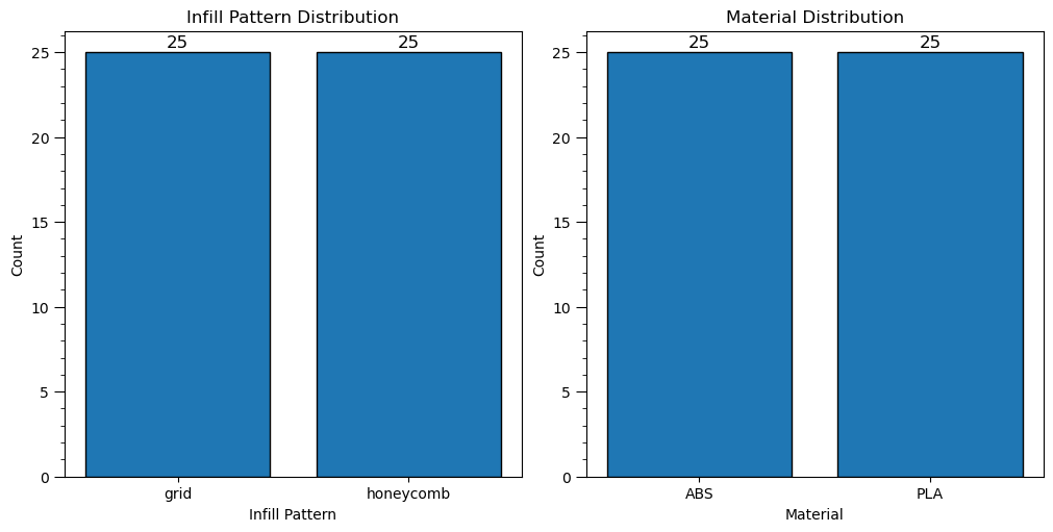 Infill Pattern Distribution
25 25
25
20
15
10
5
0
Count
grid honeycomb
Infill Pattern
Material Distribution
25 25
25
20
15
10
5
0
Count
ABS PLA
Material